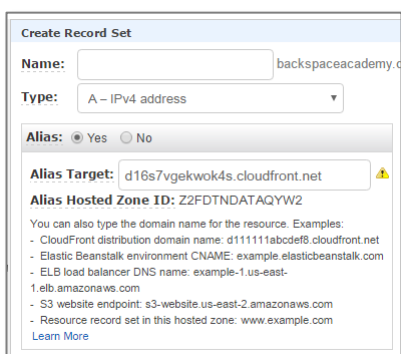 Create Record Set
Name: backspaceacademy.c
Type: A – IPv4 address
Alias: Yes No
Alias Target: d16s7vgekwok4s.cloudfront.net
Alias Hosted Zone ID: Z2FDTNDATAQYW2
You can also type the domain name for the resource. Examples:
- CloudFront distribution domain name: d111111abcdef8.cloudfront.net
- Elastic Beanstalk environment CNAME: example.elasticbeanstalk.com
- ELB load balancer DNS name: example-1.us-east-
1.elb.amazonaws.com
- S3 website endpoint: s3-website.us-east-2.amazonaws.com
- Resource record set in this hosted zone: www.example.com
Learn More